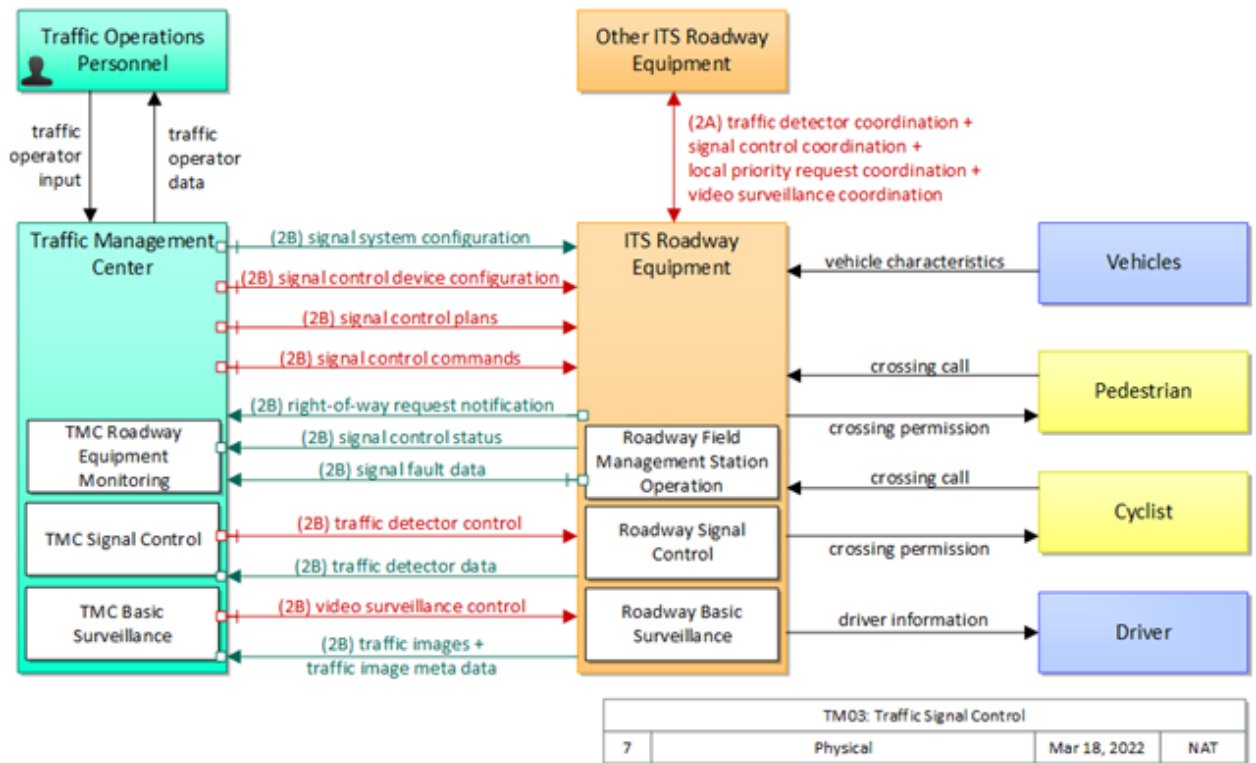 Traffic Operations
Personnel
Other ITS Roadway
Equipment
traffic
operator
input
traffic
operator
data
(2A) traffic detector coordination +
signal control coordination +
local priority request coordination +
video surveillance coordination
Traffic Management
Center
(2B) signal system configuration
(2B) signal control device configuration
(2B) signal control plans
(2B) signal control commands
(2B) right-of-way request notification
(2B) signal control status
(2B) signal fault data
(2B) traffic detector control
(2B) traffic detector data
(2B) video surveillance control
(2B) traffic images +
traffic image meta data
TMC Roadway
Equipment
Monitoring
TMC Signal Control
TMC Basic
Surveillance
ITS Roadway
Equipment
Roadway Field
Management Station
Operation
Roadway Signal
Control
Roadway Basic
Surveillance
vehicle characteristics
Vehicles
crossing call
crossing permission
Pedestrian
crossing call
crossing permission
Cyclist
driver information
Driver
TM03: Traffic Signal Control
7 Physical Mar 18, 2022 NAT